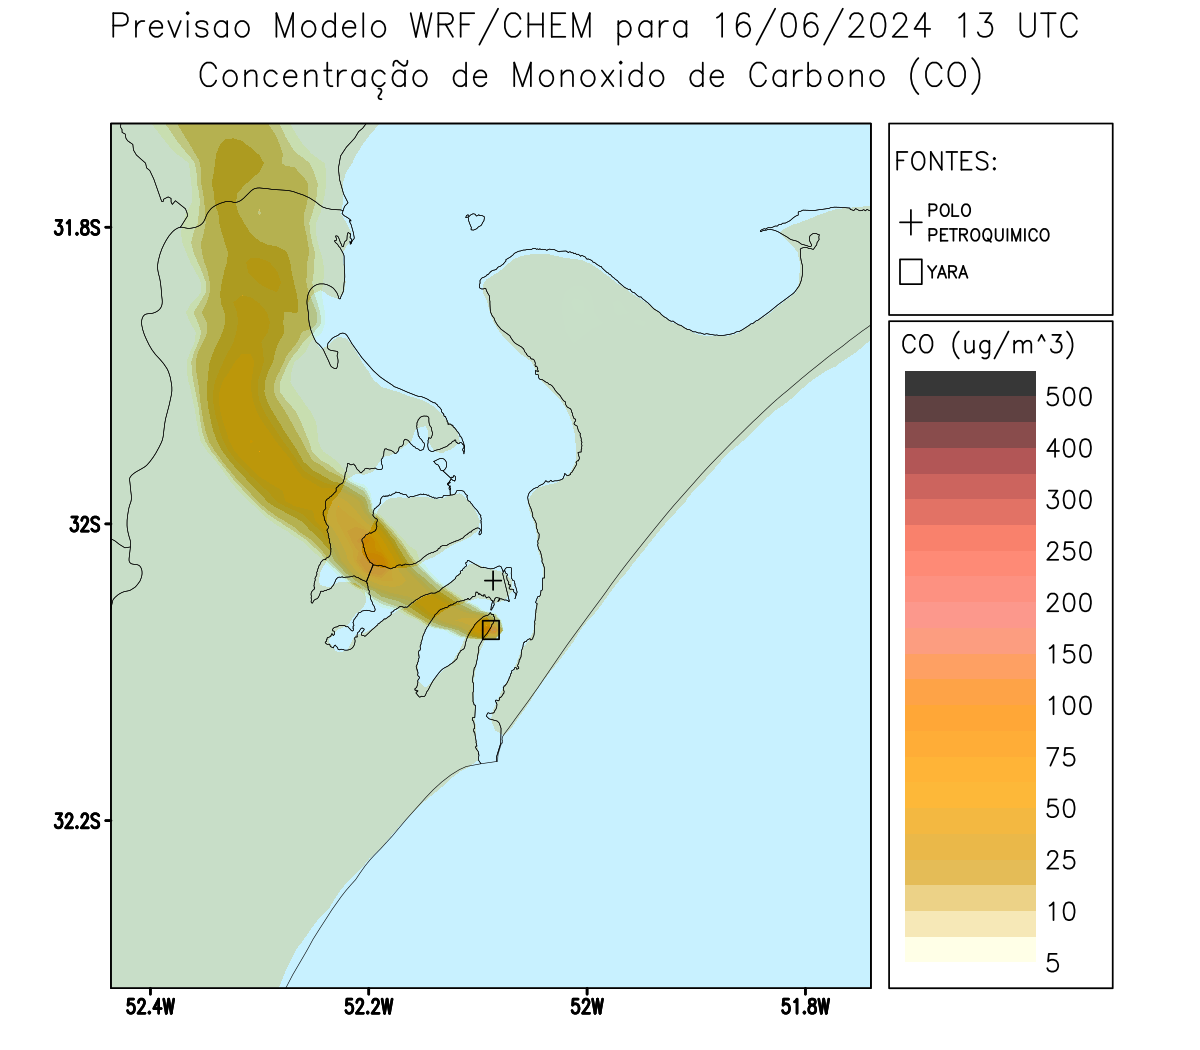 Previsao Modelo WRF/CHEM para 16/06/2024 13 UTC
Concentração de Monoxido de Carbono (CO)
FONTES:
POLO
PETROQUIMICO
YARA
CO (ug/m^3)
500
400
300
250
200
150
100
75
50
25
10
5
31.8S
32S
32.2S
52.4W
52.2W
52W
51.8W